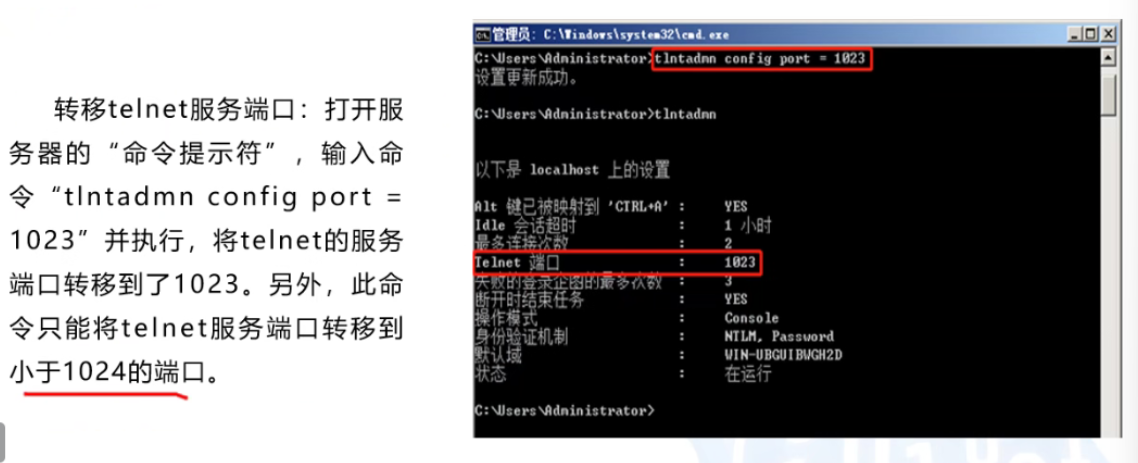 转移telnet服务端口：打开服
务器的“命令提示符”，输入命
令“tlntadmn config port =
1023”并执行，将telnet的服务
端口转移到了1023。另外，此命
令只能将telnet服务端口转移到
小于1024的端口。
管理员: C:\Windows\system32\cmd.exe
C:\Users\Administrator>tlntadmn config port = 1023
设置更新成功。
C:\Users\Administrator>tlntadmn
以下是 localhost 上的设置
Alt 键已被映射到 'CTRL+A' : YES
Idle 会话超时 : 1 小时
最多连接次数 : 2
Telnet 端口 : 1023
失败的登录企图的最多次数 : 3
断开时结束任务 : YES
操作模式 : Console
身份验证机制 : NTLM, Password
默认域 : WIN-UBGUIBWGH2D
状态 : 在运行
C:\Users\Administrator>